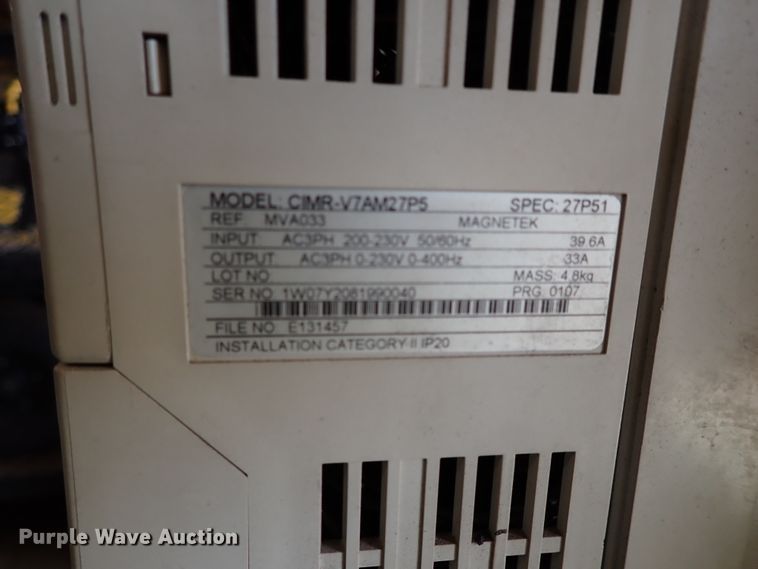 MODEL: CIMR-V7AM27P5 SPEC: 27P51
REF MVA033 MAGNETEK
INPUT: AC3PH 200-230V 50/60Hz 39.6A
OUTPUT: AC3PH 0-230V 0-400Hz 33A
LOT NO MASS: 4.8kg
SER NO 1W07Y2081990040 PRG 0107
FILE NO E131457
INSTALLATION CATEGORY II IP20
Purple Wave Auction